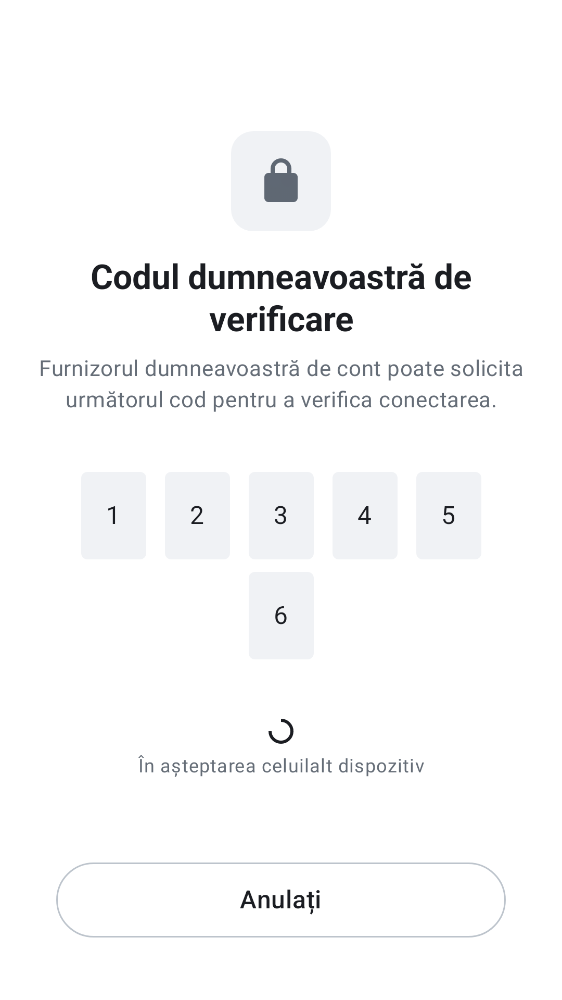 Codul dumneavoastră de
verificare
Furnizorul dumneavoastră de cont poate solicita
următorul cod pentru a verifica conectarea.
1 2 3 4 5
6
În așteptarea celuilalt dispozitiv
Anulați